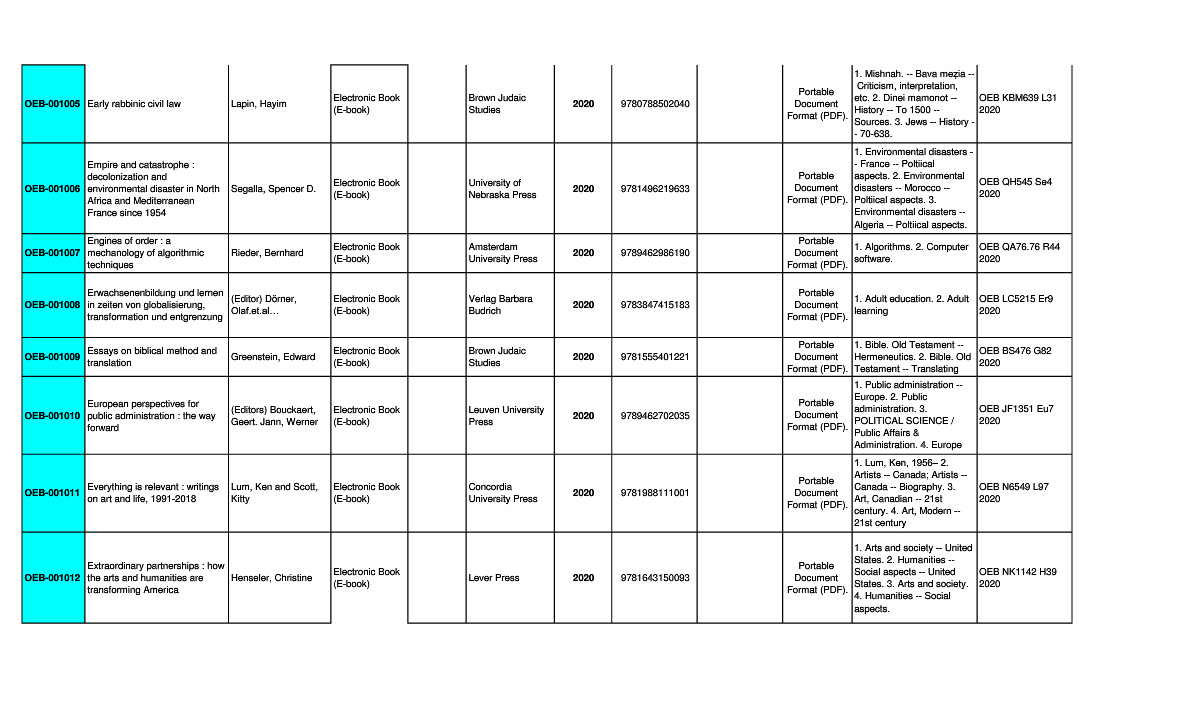 OEB-001005
Early rabbinic civil law
Lapin, Hayim
Electronic Book
(E-book)
Brown Judaic
Studies
2020
9780788502040
Portable
Document
Format (PDF).
1. Mishnah. -- Bava meẓia --
Criticism, interpretation,
etc. 2. Dinei mamonot --
History -- To 1500 --
Sources. 3. Jews -- History -
- 70-638.
OEB KBM639 L31
2020
OEB-001006
Empire and catastrophe :
decolonization and
environmental disaster in North
Africa and Mediterranean
France since 1954
Segalla, Spencer D.
Electronic Book
(E-book)
University of
Nebraska Press
2020
9781496219633
Portable
Document
Format (PDF).
1. Environmental disasters -
- France -- Poltiical
aspects. 2. Environmental
disasters -- Morocco --
Poltiical aspects. 3.
Environmental disasters --
Algeria -- Poltiical aspects.
OEB QH545 Se4
2020
OEB-001007
Engines of order : a
mechanology of algorithmic
techniques
Rieder, Bernhard
Electronic Book
(E-book)
Amsterdam
University Press
2020
9789462986190
Portable
Document
Format (PDF).
1. Algorithms. 2. Computer
software.
OEB QA76.76 R44
2020
OEB-001008
Erwachsenenbildung und lernen
in zeiten von globalisierung,
transformation und entgrenzung
(Editor) Dörner,
Olaf.et.al...
Electronic Book
(E-book)
Verlag Barbara
Budrich
2020
9783847415183
Portable
Document
Format (PDF).
1. Adult education. 2. Adult
learning
OEB LC5215 Er9
2020
OEB-001009
Essays on biblical method and
translation
Greenstein, Edward
Electronic Book
(E-book)
Brown Judaic
Studies
2020
9781555401221
Portable
Document
Format (PDF).
1. Bible. Old Testament --
Hermeneutics. 2. Bible. Old
Testament -- Translating
OEB BS476 G82
2020
OEB-001010
European perspectives for
public administration : the way
forward
(Editors) Bouckaert,
Geert. Jann, Werner
Electronic Book
(E-book)
Leuven University
Press
2020
9789462702035
Portable
Document
Format (PDF).
1. Public administration --
Europe. 2. Public
administration. 3.
POLITICAL SCIENCE /
Public Affairs &
Administration. 4. Europe
OEB JF1351 Eu7
2020
OEB-001011
Everything is relevant : writings
on art and life, 1991-2018
Lum, Ken and Scott,
Kitty
Electronic Book
(E-book)
Concordia
University Press
2020
9781988111001
Portable
Document
Format (PDF).
1. Lum, Ken, 1956– 2.
Artists -- Canada; Artists --
Canada -- Biography. 3.
Art, Canadian -- 21st
century. 4. Art, Modern --
21st century
OEB N6549 L97
2020
OEB-001012
Extraordinary partnerships : how
the arts and humanities are
transforming America
Henseler, Christine
Electronic Book
(E-book)
Lever Press
2020
9781643150093
Portable
Document
Format (PDF).
1. Arts and society -- United
States. 2. Humanities --
Social aspects -- United
States. 3. Arts and society.
4. Humanities -- Social
aspects.
OEB NK1142 H39
2020